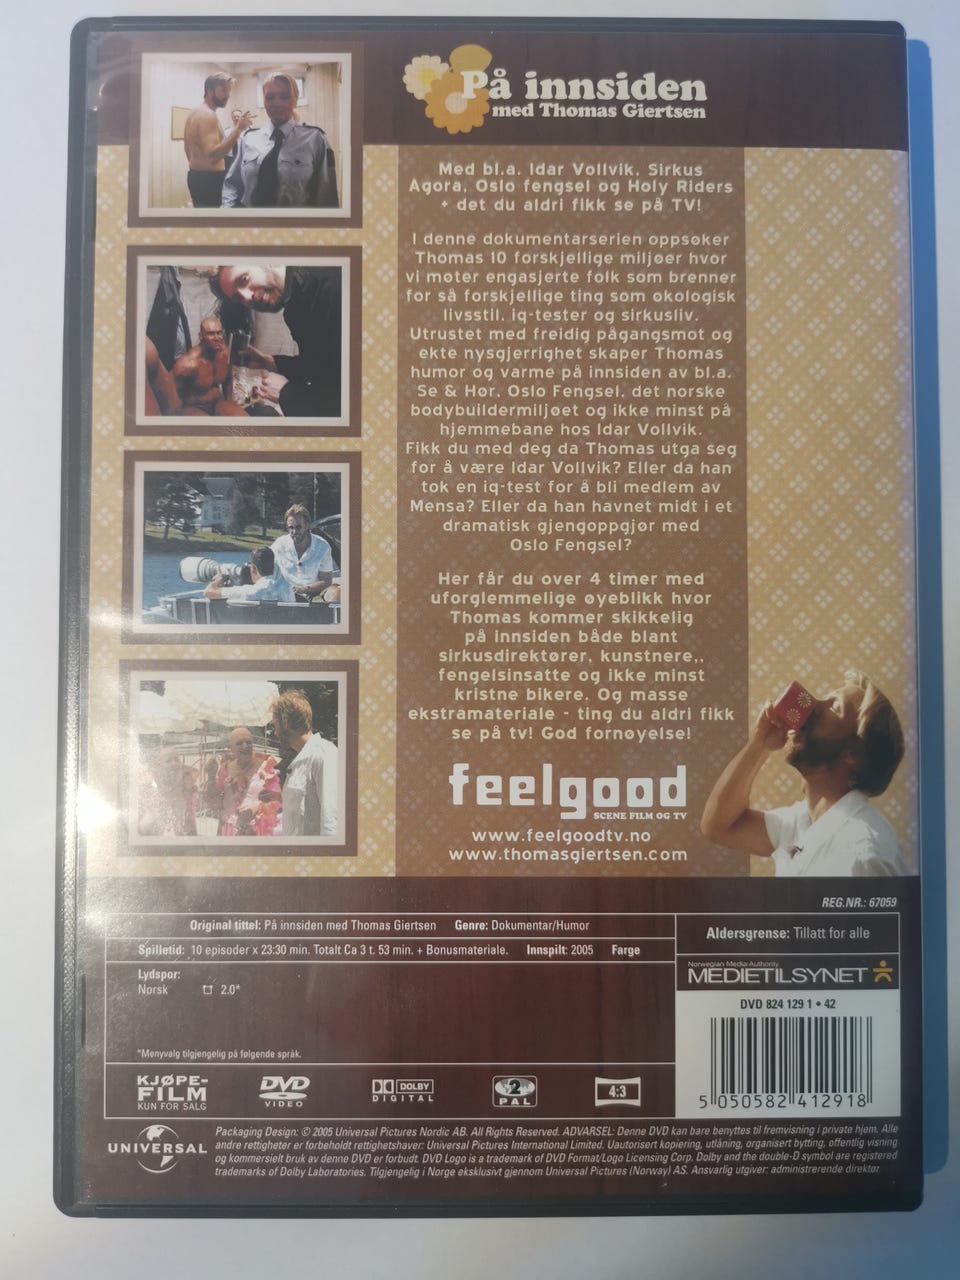 På innsiden
med Thomas Giertsen
Med bl.a. Idar Vollvik, Sirkus
Agora, Oslo fengsel og Holy Riders
+ det du aldri fikk se på TV!
I denne dokumentarserien oppsøker
Thomas 10 forskjellige miljøer hvor
vi møter engasjerte folk som brenner
for så forskjellige ting som økologisk
livsstil, iq-tester og sirkusliv.
Utrustet med freidig pågangsmot og
ekte nysgjerrighet skaper Thomas
humor og varme på innsiden av bl.a.
Se & Hør, Oslo Fengsel, det norske
bodybuildermiljøet og ikke minst på
hjemmebane hos Idar Vollvik.
Fikk du med deg da Thomas utga seg
for å være Idar Vollvik? Eller da han
tok en iq-test for å bli medlem av
Mensa? Eller da han havnet midt i et
dramatisk gjengoppgjør med
Oslo Fengsel?
Her får du over 4 timer med
uforglemmelige øyeblikk hvor
Thomas kommer skikkelig
på innsiden både blant
sirkusdirektører, kunstnere,,
fengelsinsatte og ikke minst
kristne bikere. Og masse
ekstramateriale - ting du aldri fikk
se på tv! God fornøyelse!
feelgood
SCENE FILM OG TV
www.feelgoodtv.no
www.thomasgiertsen.com
REG.NR.: 67059
Original tittel: På innsiden med Thomas Giertsen Genre: Dokumentar/Humor
Spilletid: 10 episoder x 23:30 min. Totalt Ca 3 t. 53 min. + Bonusmateriale. Innspilt: 2005 Farge
Lydspor:
Norsk 2.0*
*Menyvalg tilgjengelig på følgende språk.
Aldersgrense: Tillatt for alle
Norwegian Media Authority
MEDIETILSYNET
DVD 824 129 1 • 42
5 050582 412918
KJØPE-
FILM
KUN FOR SALG
DVD
VIDEO
DOLBY
DIGITAL
2
PAL
4:3
UNIVERSAL
Packaging Design: © 2005 Universal Pictures Nordic AB. All Rights Reserved. ADVARSEL: Denne DVD kan bare benyttes til fremvisning i private hjem. Alle
andre rettigheter er forbeholdt rettighetshaver: Universal Pictures International Limited. Uautorisert kopiering, utlåning, organisert bytting, offentlig visning
og kommersielt bruk av denne DVD er forbudt. DVD Logo is a trademark of DVD Format/Logo Licensing Corp. Dolby and the double-D symbol are registered
trademarks of Dolby Laboratories. Tilgjengelig i Norge eksklusivt gjennom Universal Pictures (Norway) AS. Ansvarlig utgiver: administrerende direktør.